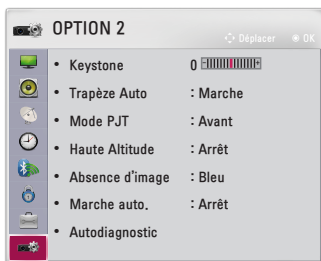 OPTION 2
Déplacer OK
• Keystone 0
• Trapèze Auto : Marche
• Mode PJT : Avant
• Haute Altitude : Arrêt
• Absence d'image : Bleu
• Marche auto. : Arrêt
• Autodiagnostic